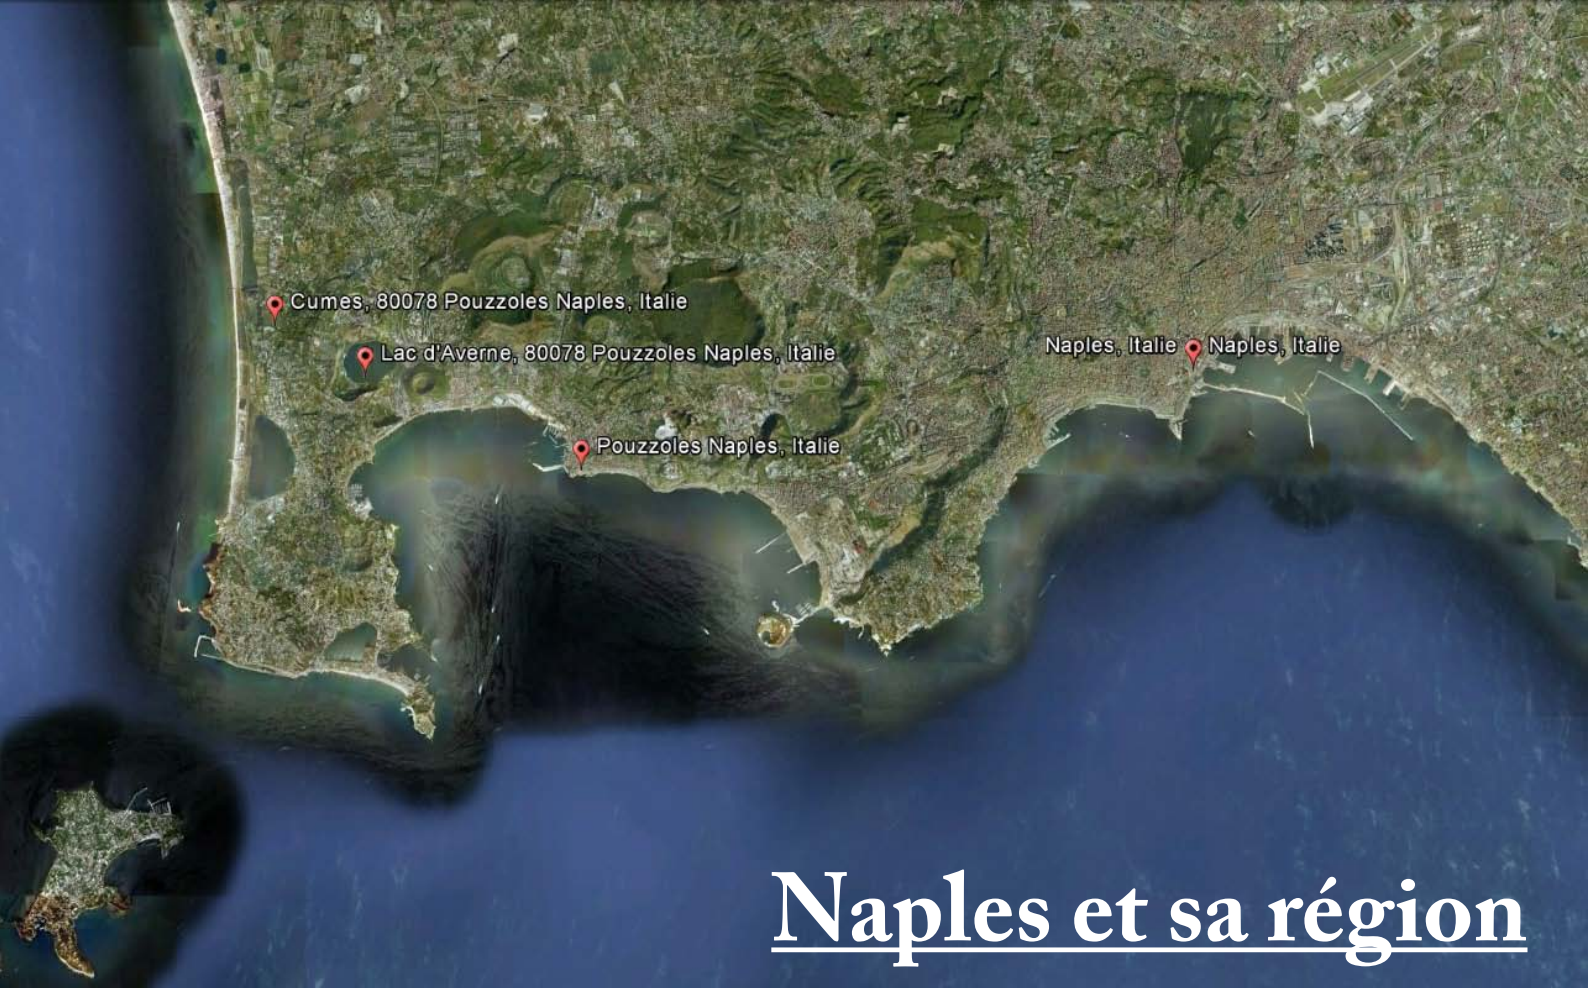 Cumes, 80078 Pouzzoles Naples, Italie
Naples, Italie Naples, Italie
Lac d'Averne, 80078 Pouzzoles Naples, Italie
Pouzzoles Naples, Italie
Naples et sa région